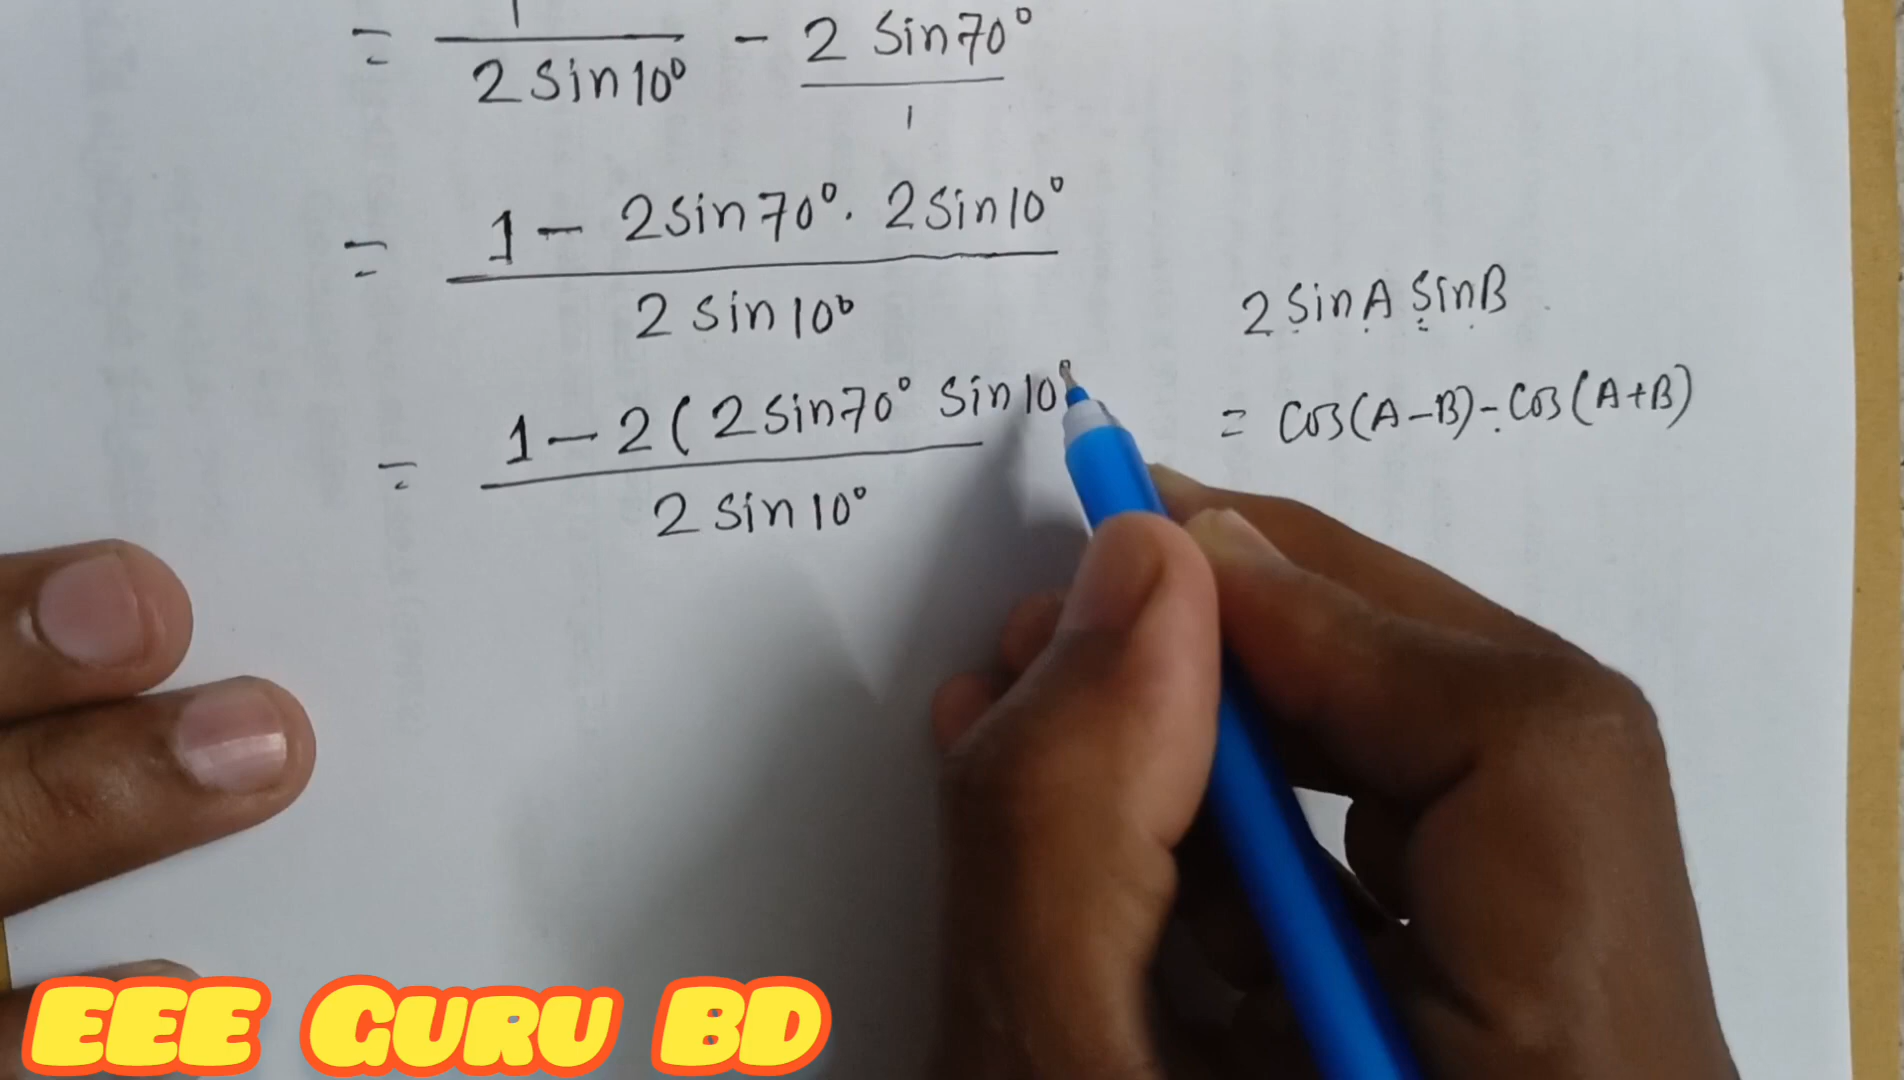 = 1/2 sin10° - 2 sin70°/1
= 1 - 2sin70°. 2sin10°/2 sin10°
2 sinA sinB
= 1 - 2(2sin70° sin10°/2 sin10°
= cos(A-B)-cos(A+B)
EEE GURU BD